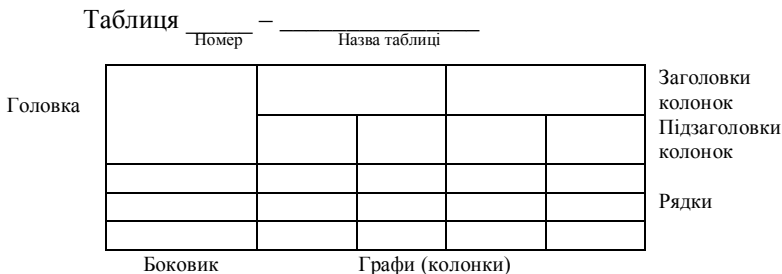 Таблиця _____ – _______________
Номер Назва таблиці
Головка
Заголовки
колонок
Підзаголовки
колонок
Рядки
Боковик Графи (колонки)